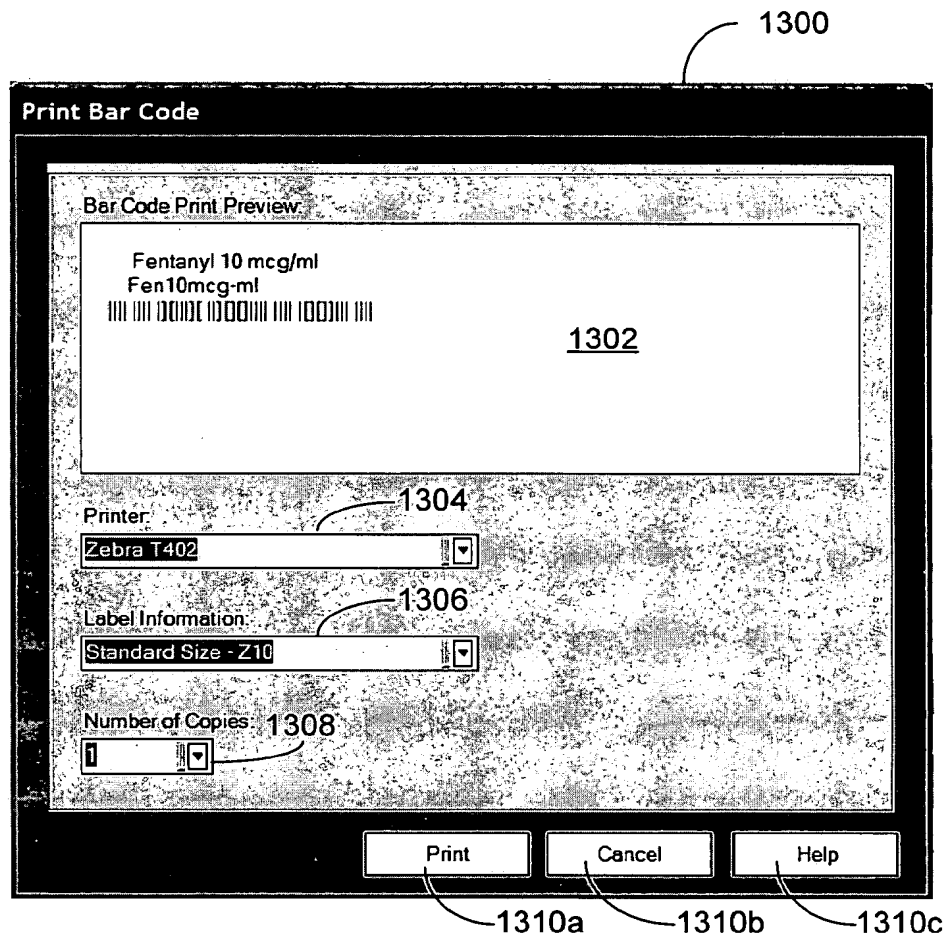 1300
Print Bar Code
Bar Code Print Preview:
Fentanyl 10 mcg/ml
Fen10mcg-ml
1302
Printer:
1304
Zebra T402
Label Information:
1306
Standard Size - Z10
Number of Copies:
1308
1
Print
Cancel
Help
1310a
1310b
1310c